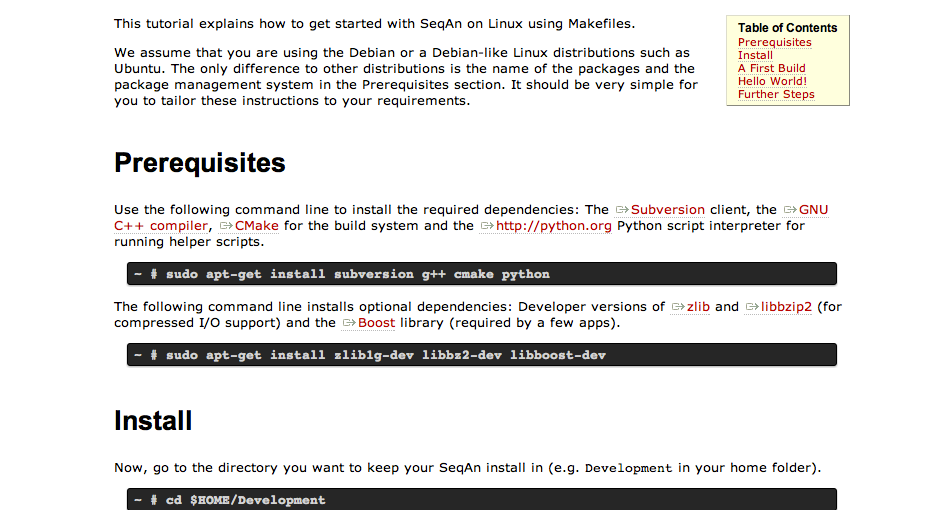 This tutorial explains how to get started with SeqAn on Linux using Makefiles.
We assume that you are using the Debian or a Debian-like Linux distributions such as
Ubuntu. The only difference to other distributions is the name of the packages and the
package management system in the Prerequisites section. It should be very simple for
you to tailor these instructions to your requirements.
Table of Contents
Prerequisites
Install
A First Build
Hello World!
Further Steps
Prerequisites
Use the following command line to install the required dependencies: The Subversion client, the GNU
C++ compiler, CMake for the build system and the http://python.org Python script interpreter for
running helper scripts.
~ # sudo apt-get install subversion g++ cmake python
The following command line installs optional dependencies: Developer versions of zlib and libbzip2 (for
compressed I/O support) and the Boost library (required by a few apps).
~ # sudo apt-get install zlib1g-dev libbz2-dev libboost-dev
Install
Now, go to the directory you want to keep your SeqAn install in (e.g. Development in your home folder).
~ # cd $HOME/Development